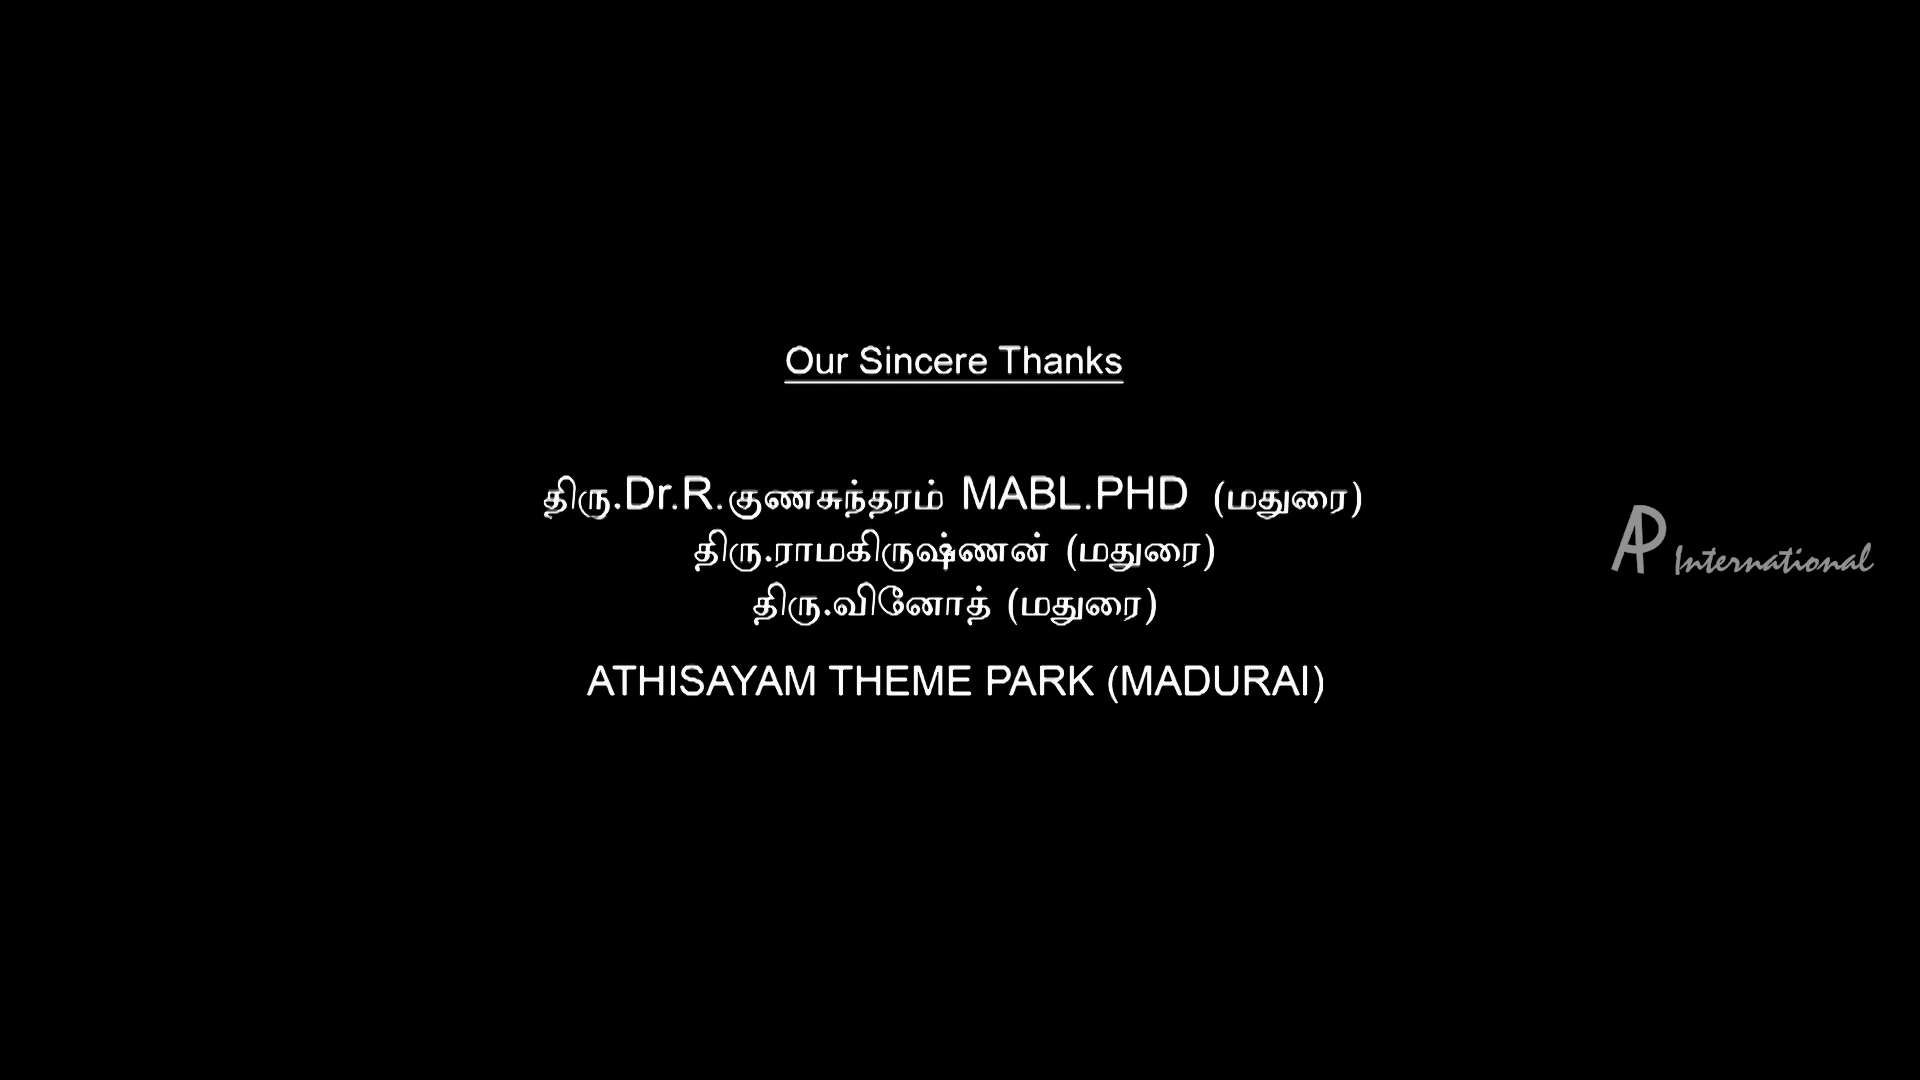 Our Sincere Thanks
திரு.Dr.R.குணசுந்தரம் MABL.PHD (மதுரை)
திரு.ராமகிருஷ்ணன் (மதுரை)
திரு.வினோத் (மதுரை)
ATHISAYAM THEME PARK (MADURAI)
AP International